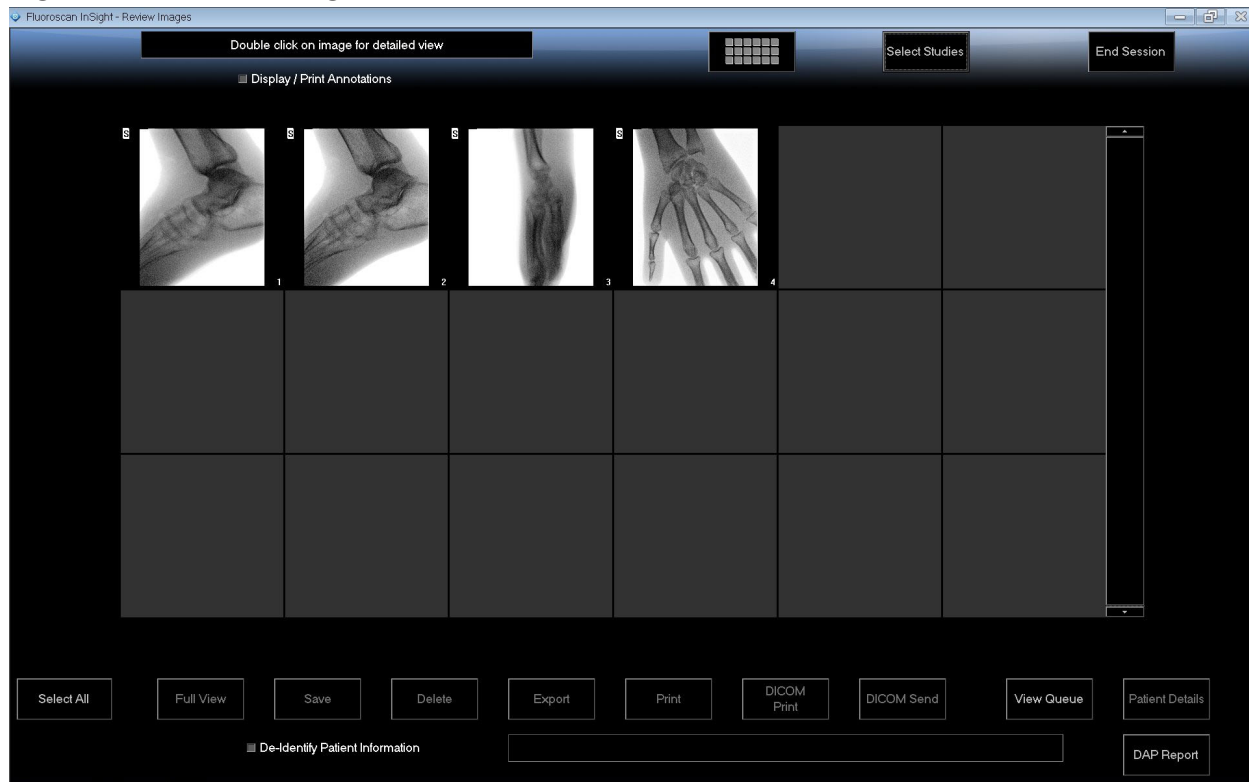 Fluoroscan InSight - Review Images
Double click on image for detailed view
Select Studies
End Session
Display / Print Annotations
S
S
S
S
1
2
3
4
Select All
Full View
Save
Delete
Export
Print
DICOM
Print
DICOM Send
View Queue
Patient Details
De-Identify Patient Information
DAP Report